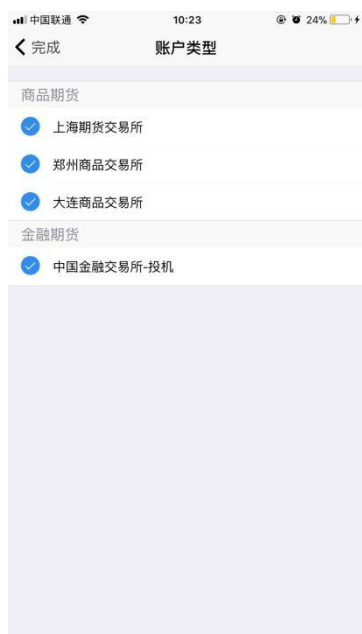 中国联通 10:23 24%
完成 账户类型
商品期货
上海期货交易所
郑州商品交易所
大连商品交易所
金融期货
中国金融交易所-投机